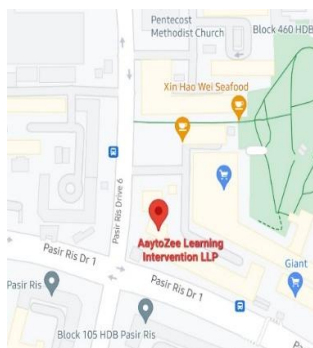 Pentecost
Methodist Church
Block 460 HDB
Xin Hao Wei Seafood
Pasir Ris Drive 6
AaytoZee Learning
Intervention LLP
Pasir Ris Dr 1
Giant
Pasir Ris
Pasir Ris Dr 1
Block 105 HDB Pasir Ris